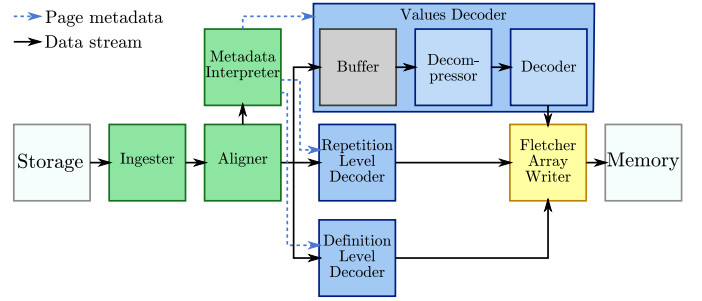 Page metadata
Data stream
Values Decoder
Metadata
Interpreter
Buffer
Decom-
pressor
Decoder
Storage
Ingester
Aligner
Repetition
Level
Decoder
Fletcher
Array
Writer
Memory
Definition
Level
Decoder